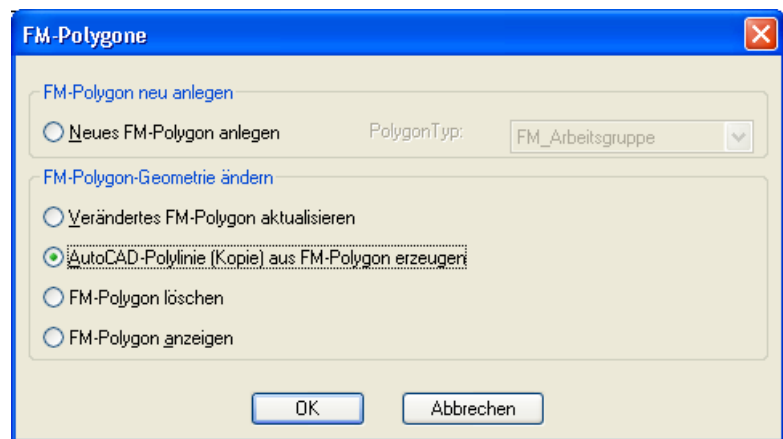 FM-Polygone
FM-Polygon neu anlegen
Neues FM-Polygon anlegen PolygonTyp: FM_Arbeitsgruppe
FM-Polygon-Geometrie ändern
Verändertes FM-Polygon aktualisieren
AutoCAD-Polylinie (Kopie) aus FM-Polygon erzeugen
FM-Polygon löschen
FM-Polygon anzeigen
OK Abbrechen